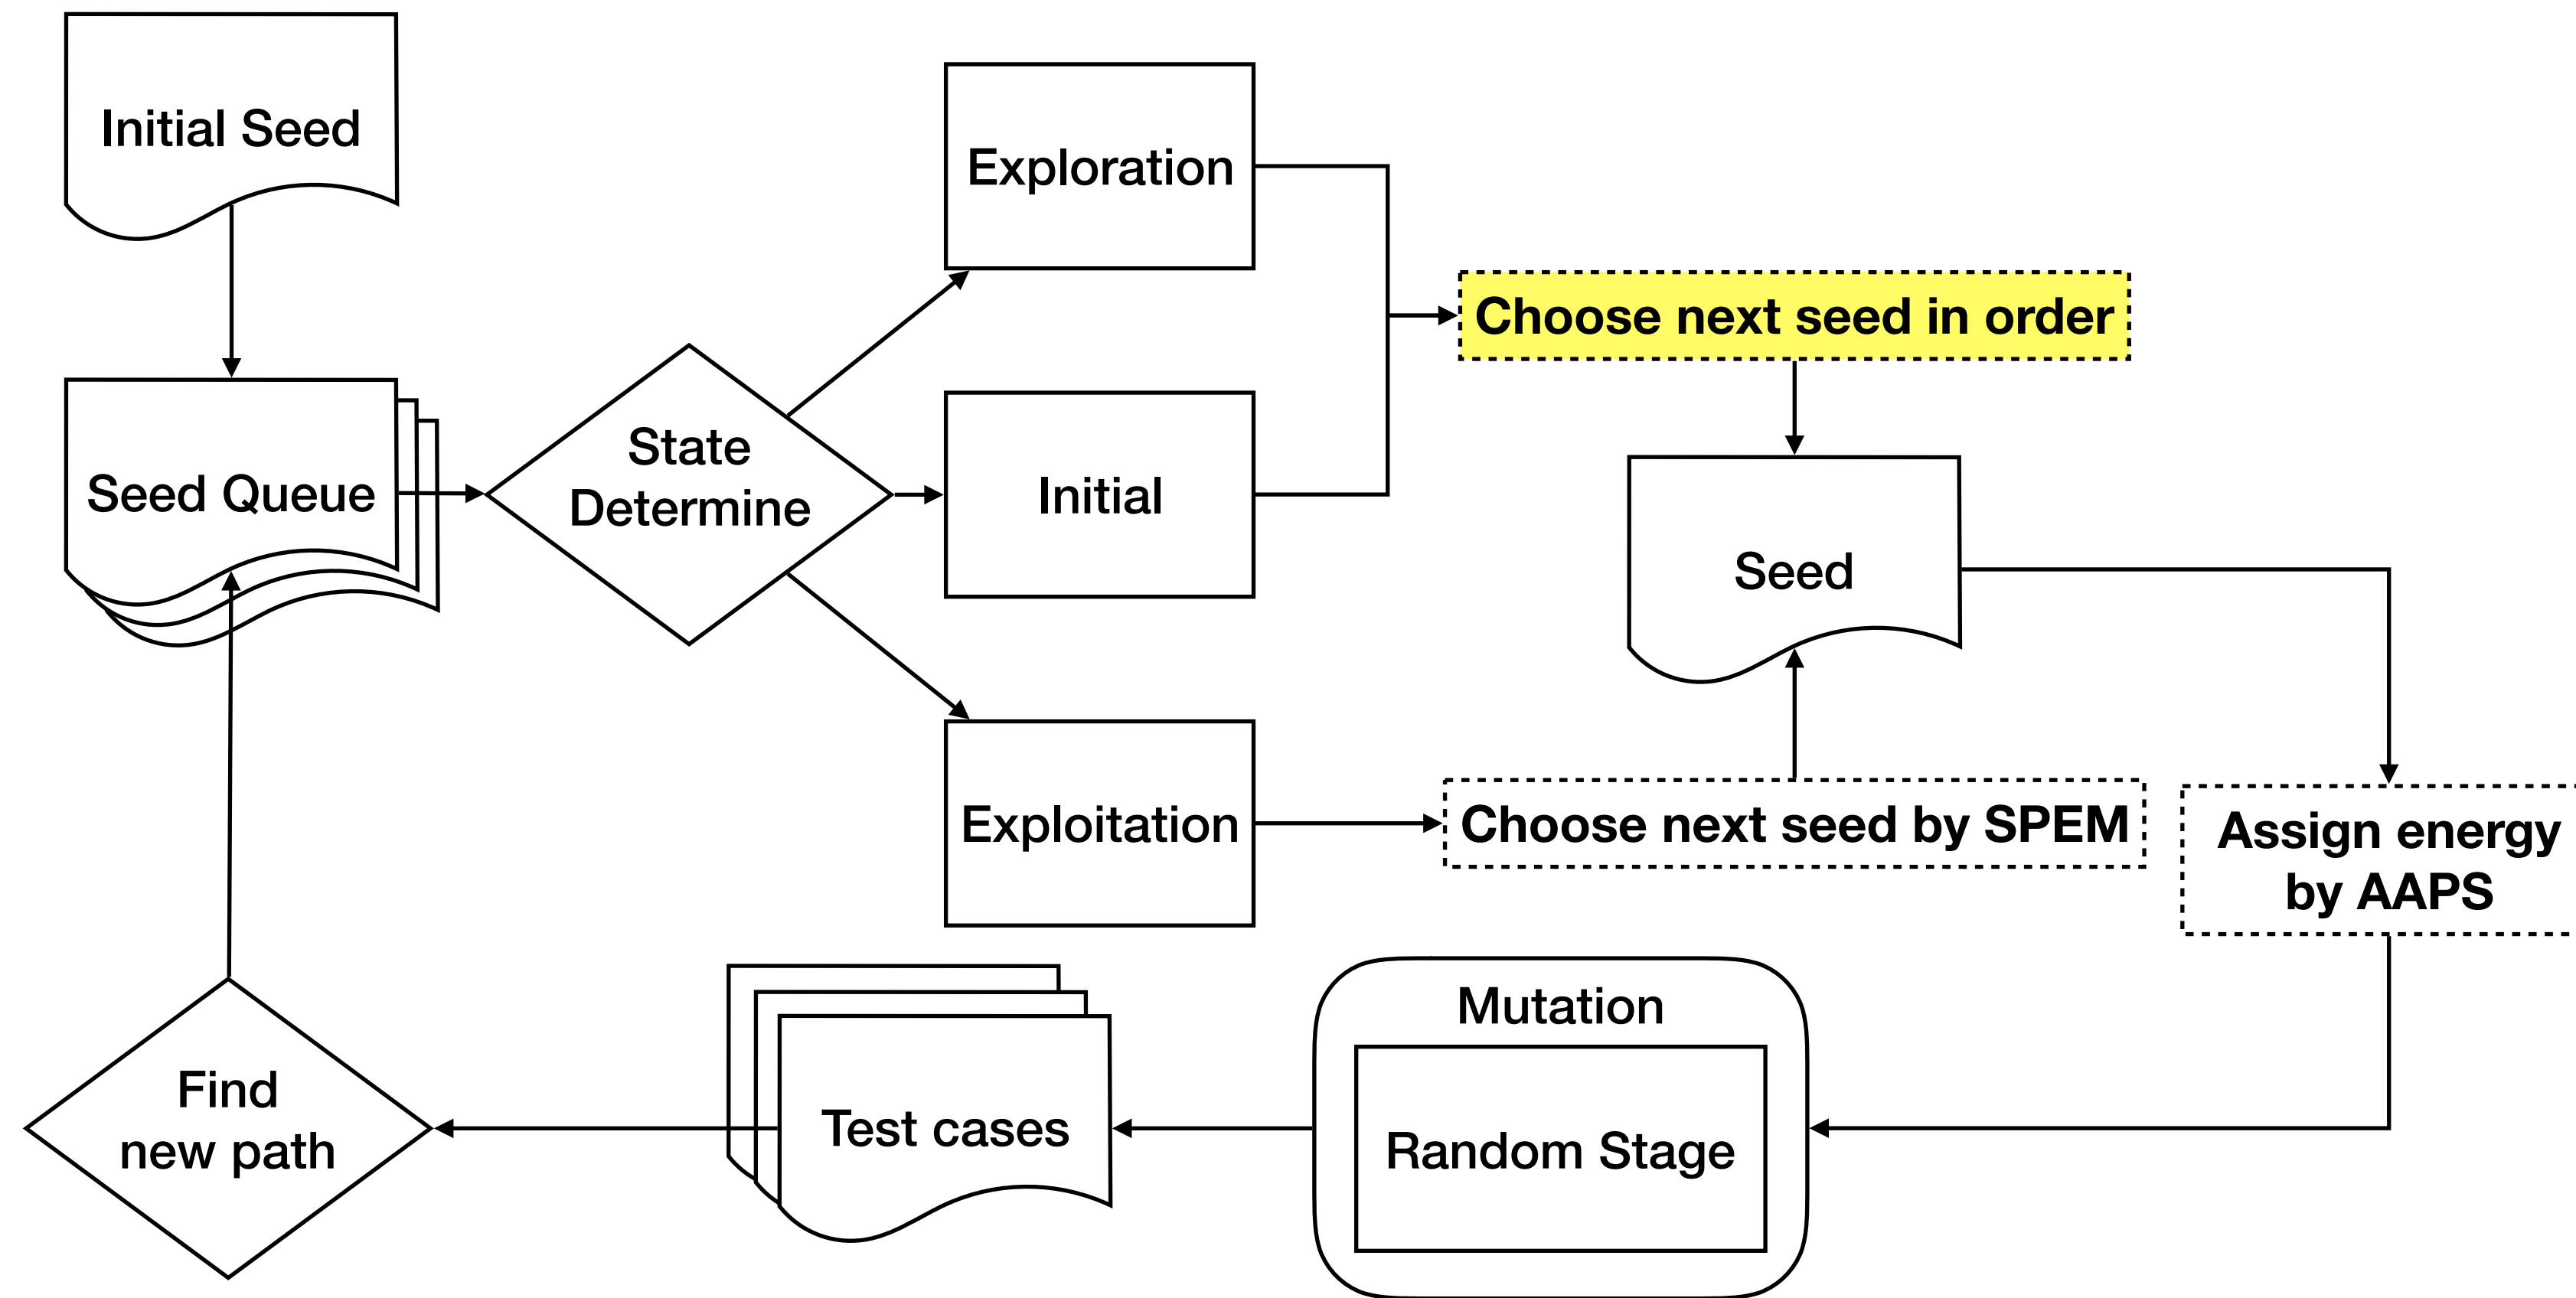 Initial Seed
Exploration
Choose next seed in order
State
Determine
Seed Queue
Initial
Seed
Exploitation
Choose next seed by SPEM
Assign energy
by AAPS
Mutation
Random Stage
Test cases
Find
new path